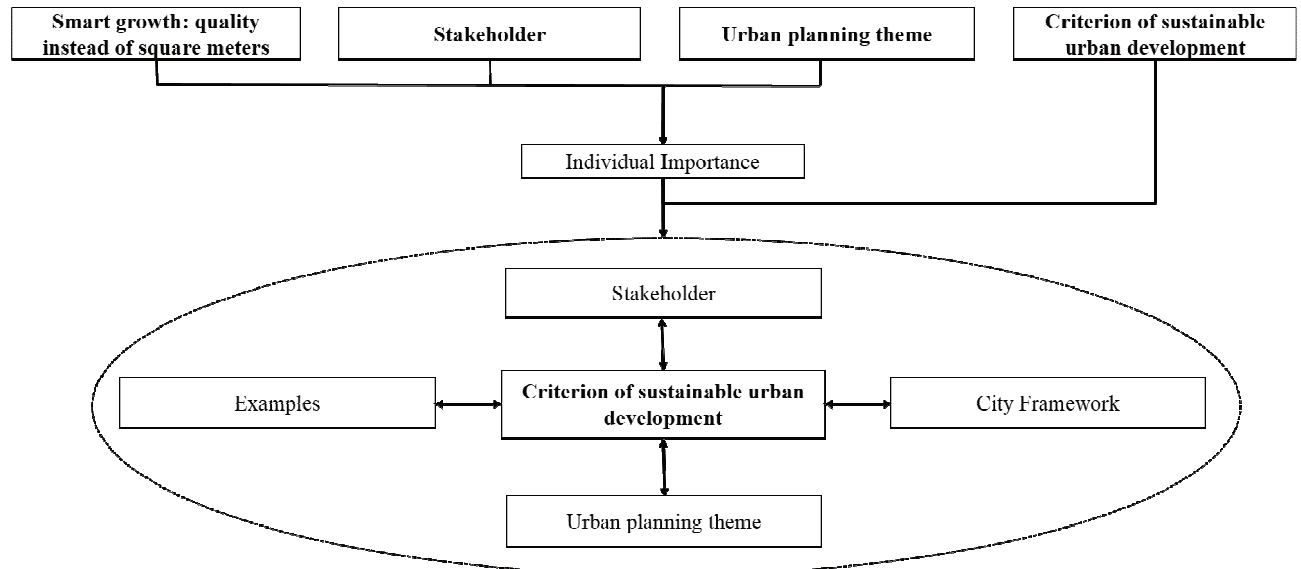 Smart growth: quality
instead of square meters
Stakeholder
Urban planning theme
Criterion of sustainable
urban development
Individual Importance
Stakeholder
Examples
Criterion of sustainable urban
development
City Framework
Urban planning theme